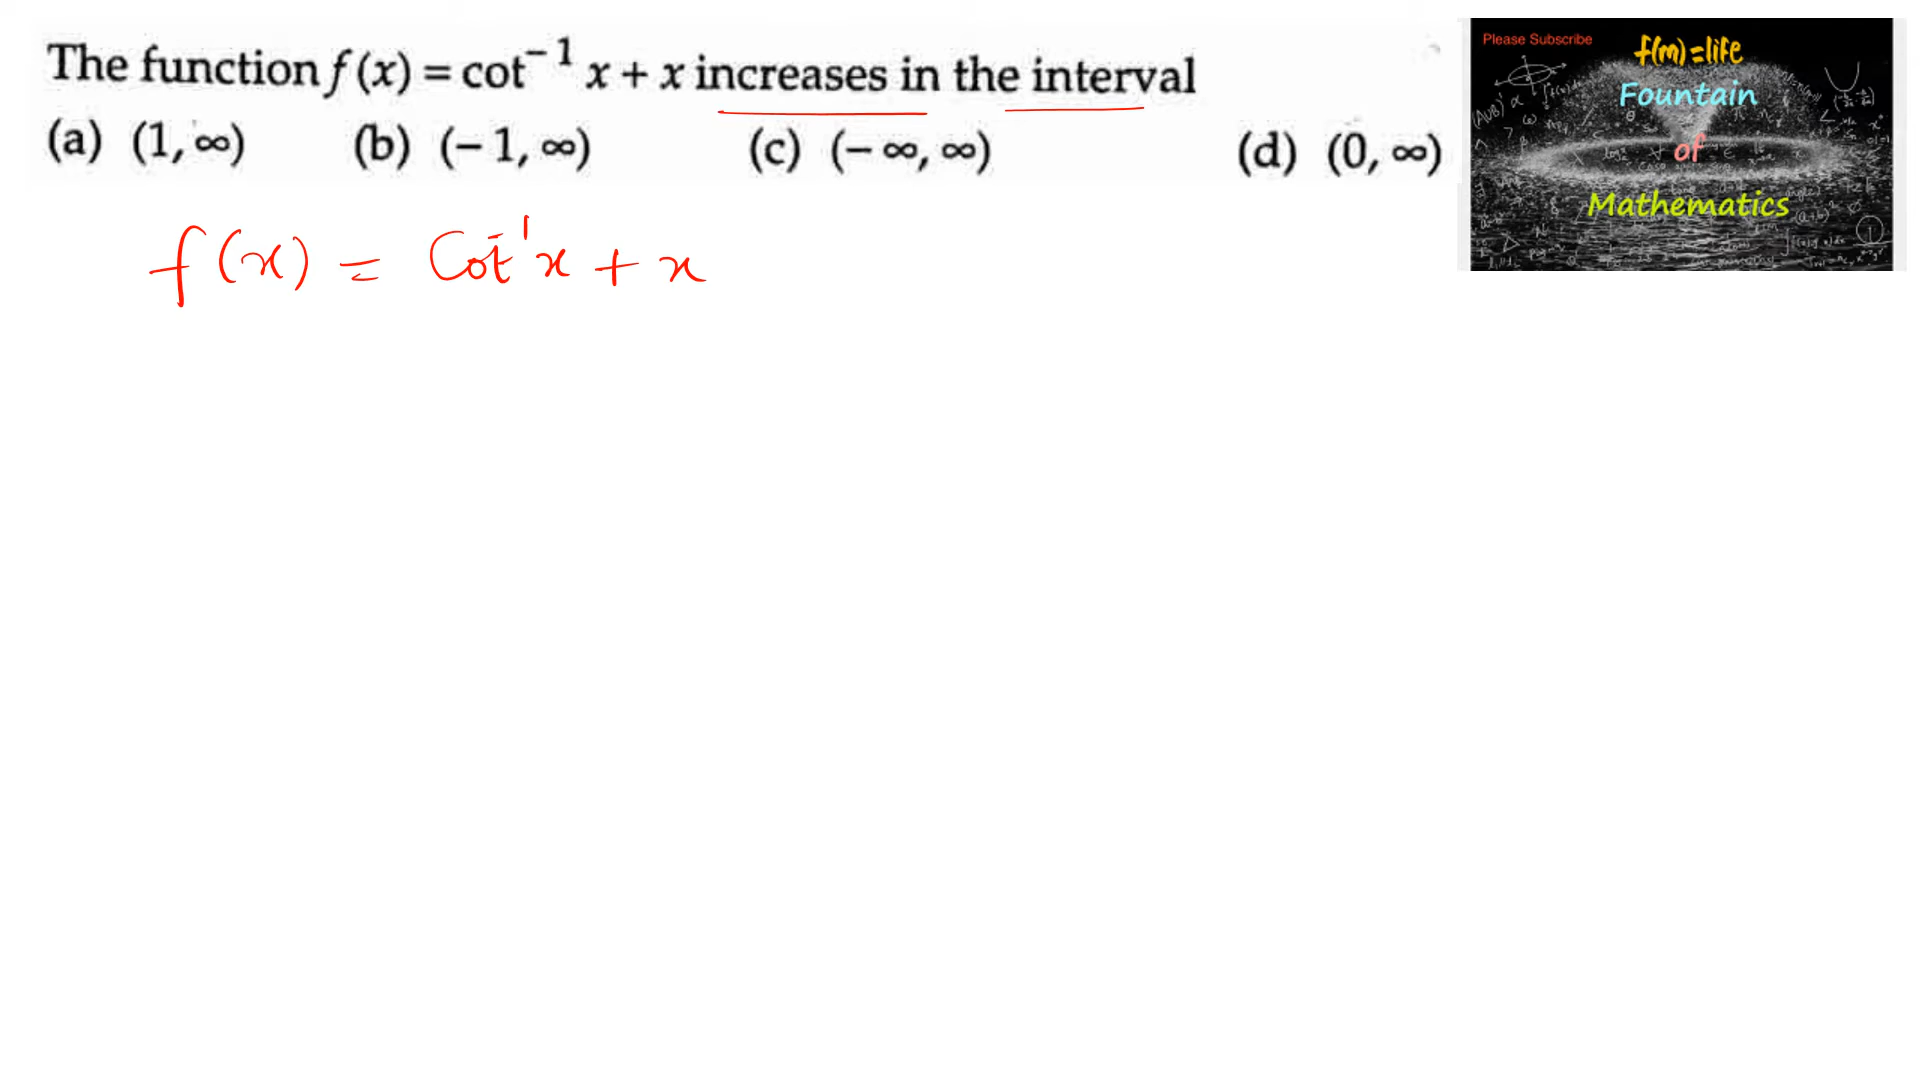 The function f (x) = cot⁻¹ x + x increases in the interval
(a) (1, ∞) (b) (– 1, ∞) (c) (– ∞, ∞) (d) (0, ∞)
f(x) = Cot⁻¹x + x
Please Subscribe
f(m)=life
Fountain
of
Mathematics